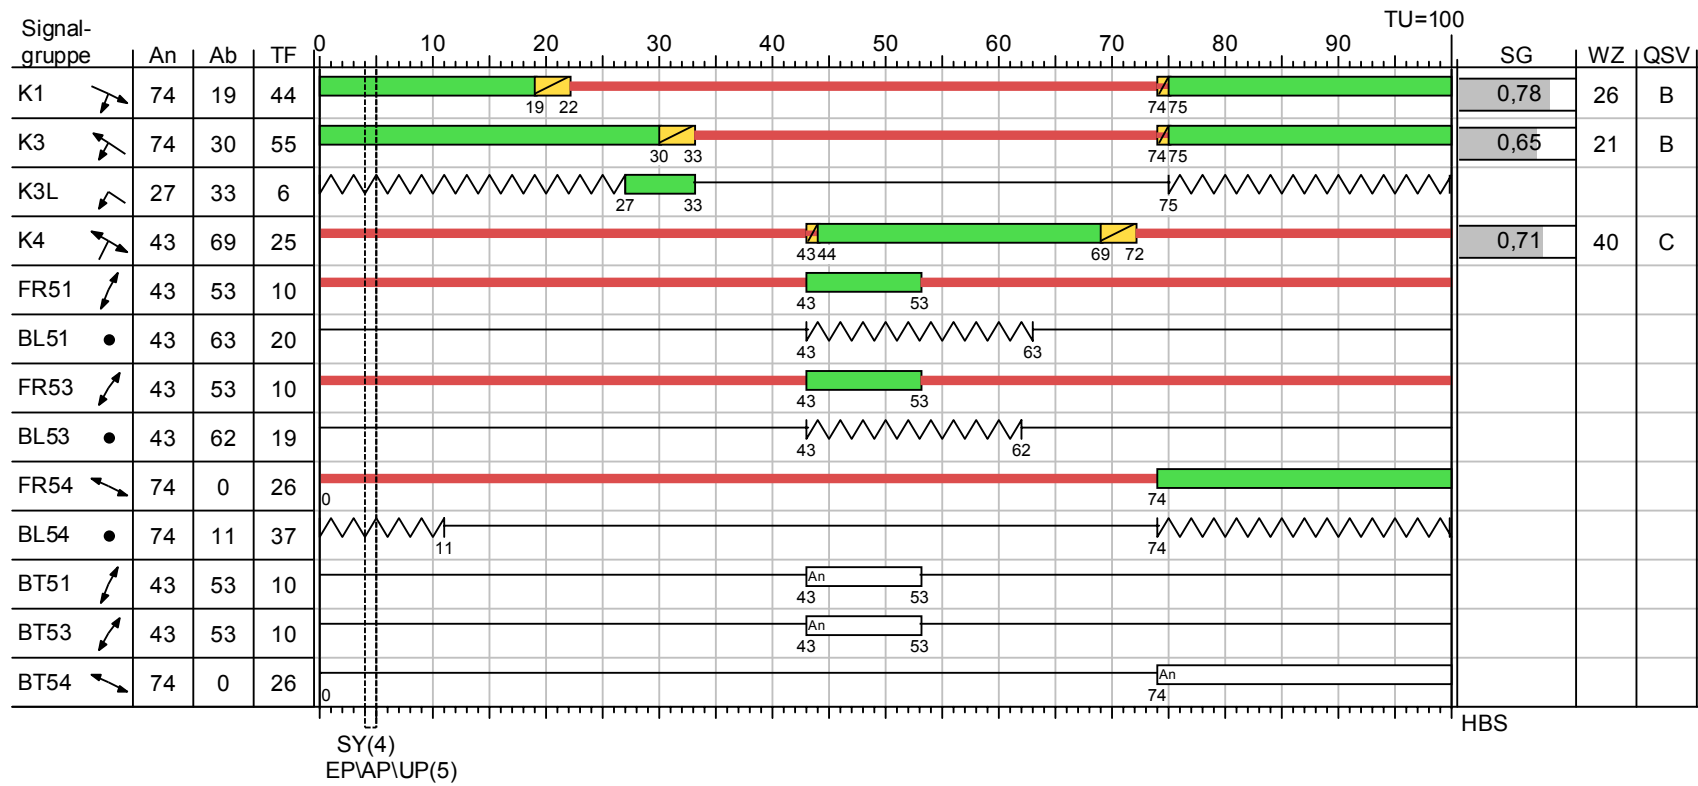 TU=100
Signal-
gruppe An Ab TF 0 10 20 30 40 50 60 70 80 90 SG WZ QSV
K1 74 19 44 0,78 26 B
19 22 74 75
K3 74 30 55 0,65 21 B
30 33 74 75
K3L 27 33 6
27 33 75
K4 43 69 25 0,71 40 C
43 44 69 72
FR51 43 53 10
43 53
BL51 43 63 20
43 63
FR53 43 53 10
43 53
BL53 43 62 19
43 62
FR54 74 0 26
0 74
BL54 74 11 37
11 74
BT51 43 53 10 An
43 53
BT53 43 53 10 An
43 53
BT54 74 0 26 An
0 74
HBS
SY(4)
EP\AP\UP(5)